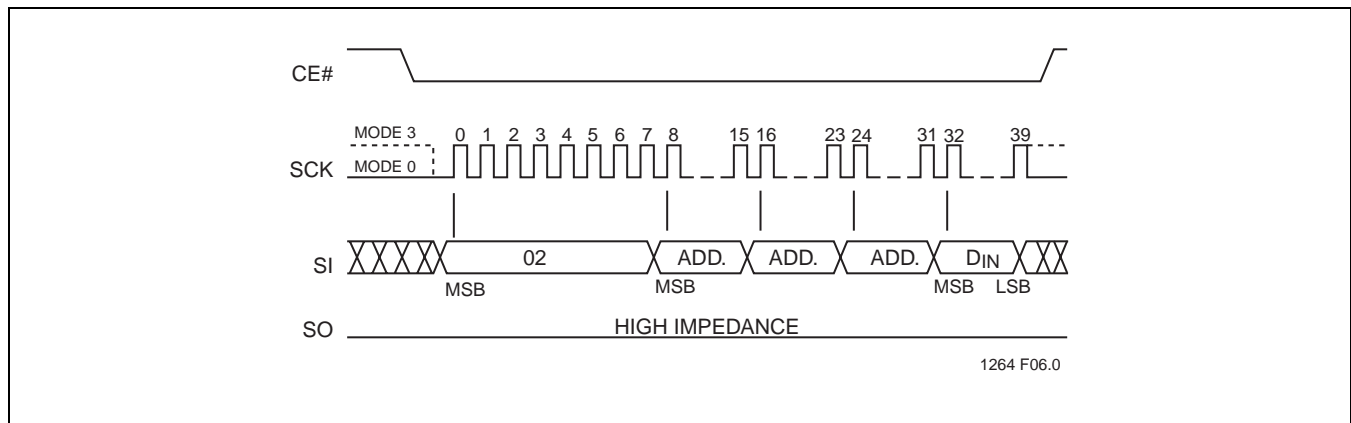 CE#
MODE 3
0 1 2 3 4 5 6 7 8 15 16 23 24 31 32 39
SCK
MODE 0
SI
02
ADD.
ADD.
ADD.
DIN
MSB
MSB
MSB
LSB
SO
HIGH IMPEDANCE
1264 F06.0